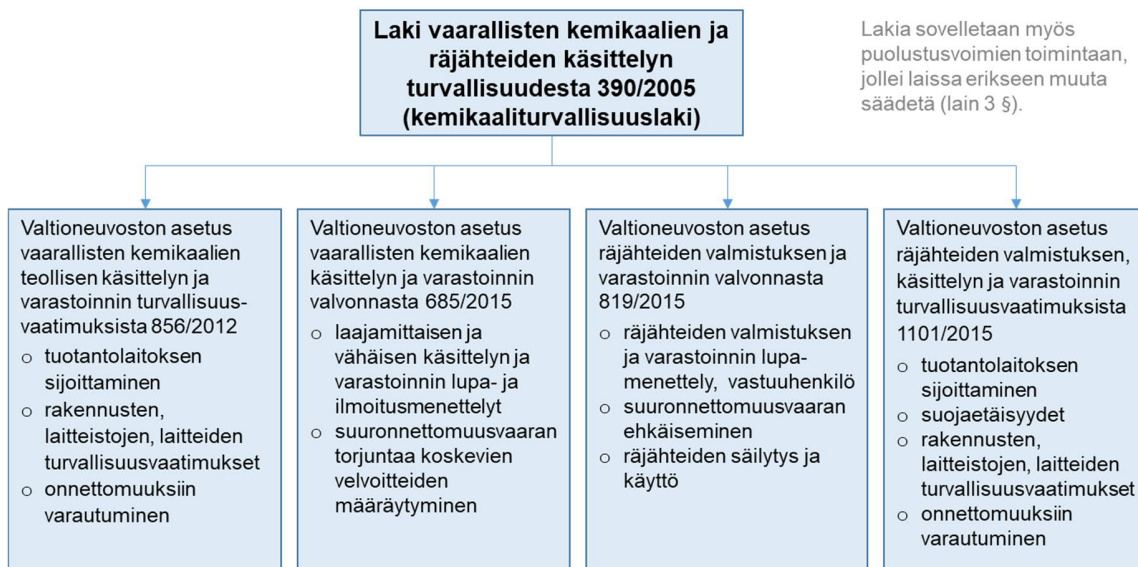 Laki vaarallisten kemikaalien ja
räjähteiden käsittelyn
turvallisuudesta 390/2005
(kemikaaliturvallisuuslaki)
Lakia sovelletaan myös
puolustusvoimien toimintaan,
jollei laissa erikseen muuta
säädetä (lain 3 §).
Valtioneuvoston asetus
vaarallisten kemikaalien
teollisen käsittelyn ja
varastoinnin turvallisuus-
vaatimuksista 856/2012
o tuotantolaitoksen
sijoittaminen
o rakennusten,
laitteistojen, laitteiden
turvallisuusvaatimukset
o onnettomuuksiin
varautuminen
Valtioneuvoston asetus
vaarallisten kemikaalien
käsittelyn ja varastoinnin
valvonnasta 685/2015
o laajamittaisen ja
vähäisen käsittelyn ja
varastoinnin lupa- ja
ilmoitusmenettelyt
o suuronnettomuusvaaran
torjuntaa koskevien
velvoitteiden
määräytyminen
Valtioneuvoston asetus
räjähteiden valmistuksen ja
varastoinnin valvonnasta
819/2015
o räjähteiden valmistuksen
ja varastoinnin lupa-
menettely, vastuuhenkilö
o suuronnettomuusvaaran
ehkäiseminen
o räjähteiden säilytys ja
käyttö
Valtioneuvoston asetus
räjähteiden valmistuksen,
käsittelyn ja varastoinnin
turvallisuusvaatimuksista
1101/2015
o tuotantolaitoksen
sijoittaminen
o suojaetäisyydet
o rakennusten,
laitteistojen, laitteiden
turvallisuusvaatimukset
o onnettomuuksiin
varautuminen